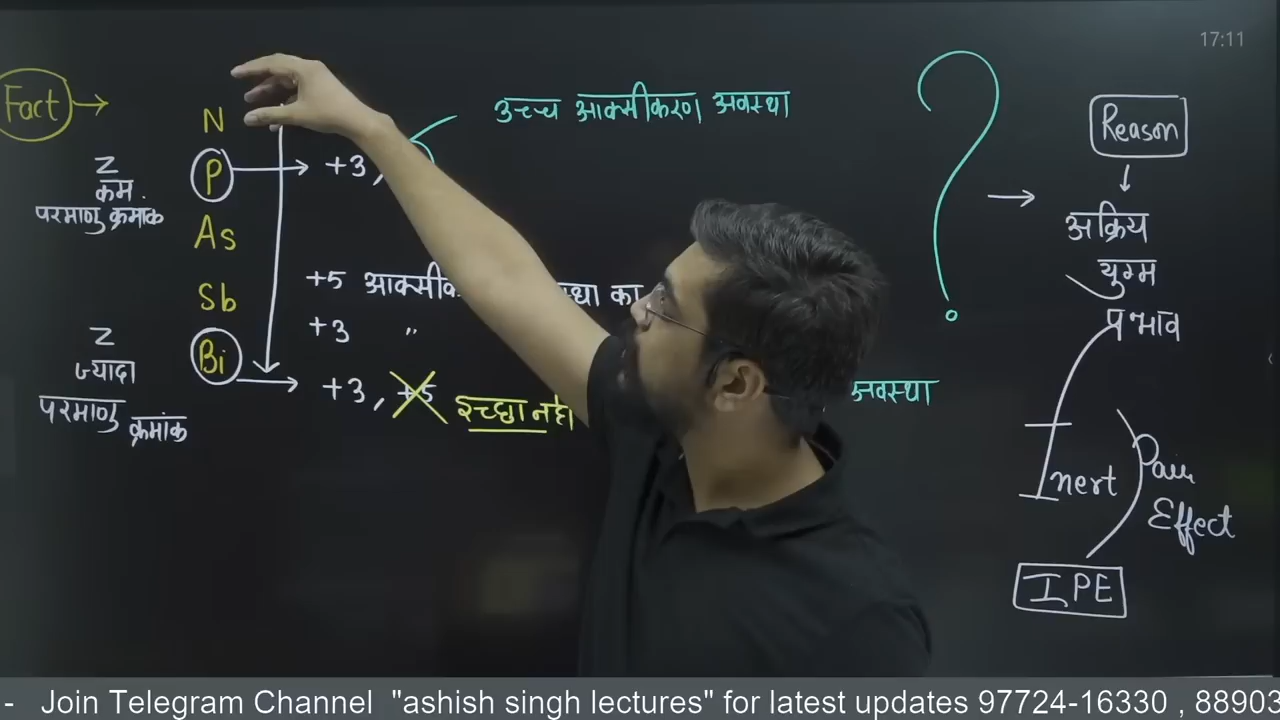 17:11
Fact →
N
P → +3,
As
Sb
Bi → +3, +5 इच्छा नही
Z
कम
परमाणु क्रमांक
Z
ज्यादा
परमाणु क्रमांक
उच्च आक्सीकरण अवस्था
+5 का
+3 "
अवस्था
?
→
Reason
↓
अक्रिय
युग्म
प्रभाव
Inert Pair
Effect
IPE
- Join Telegram Channel "ashish singh lectures" for latest updates 97724-16330 , 88903